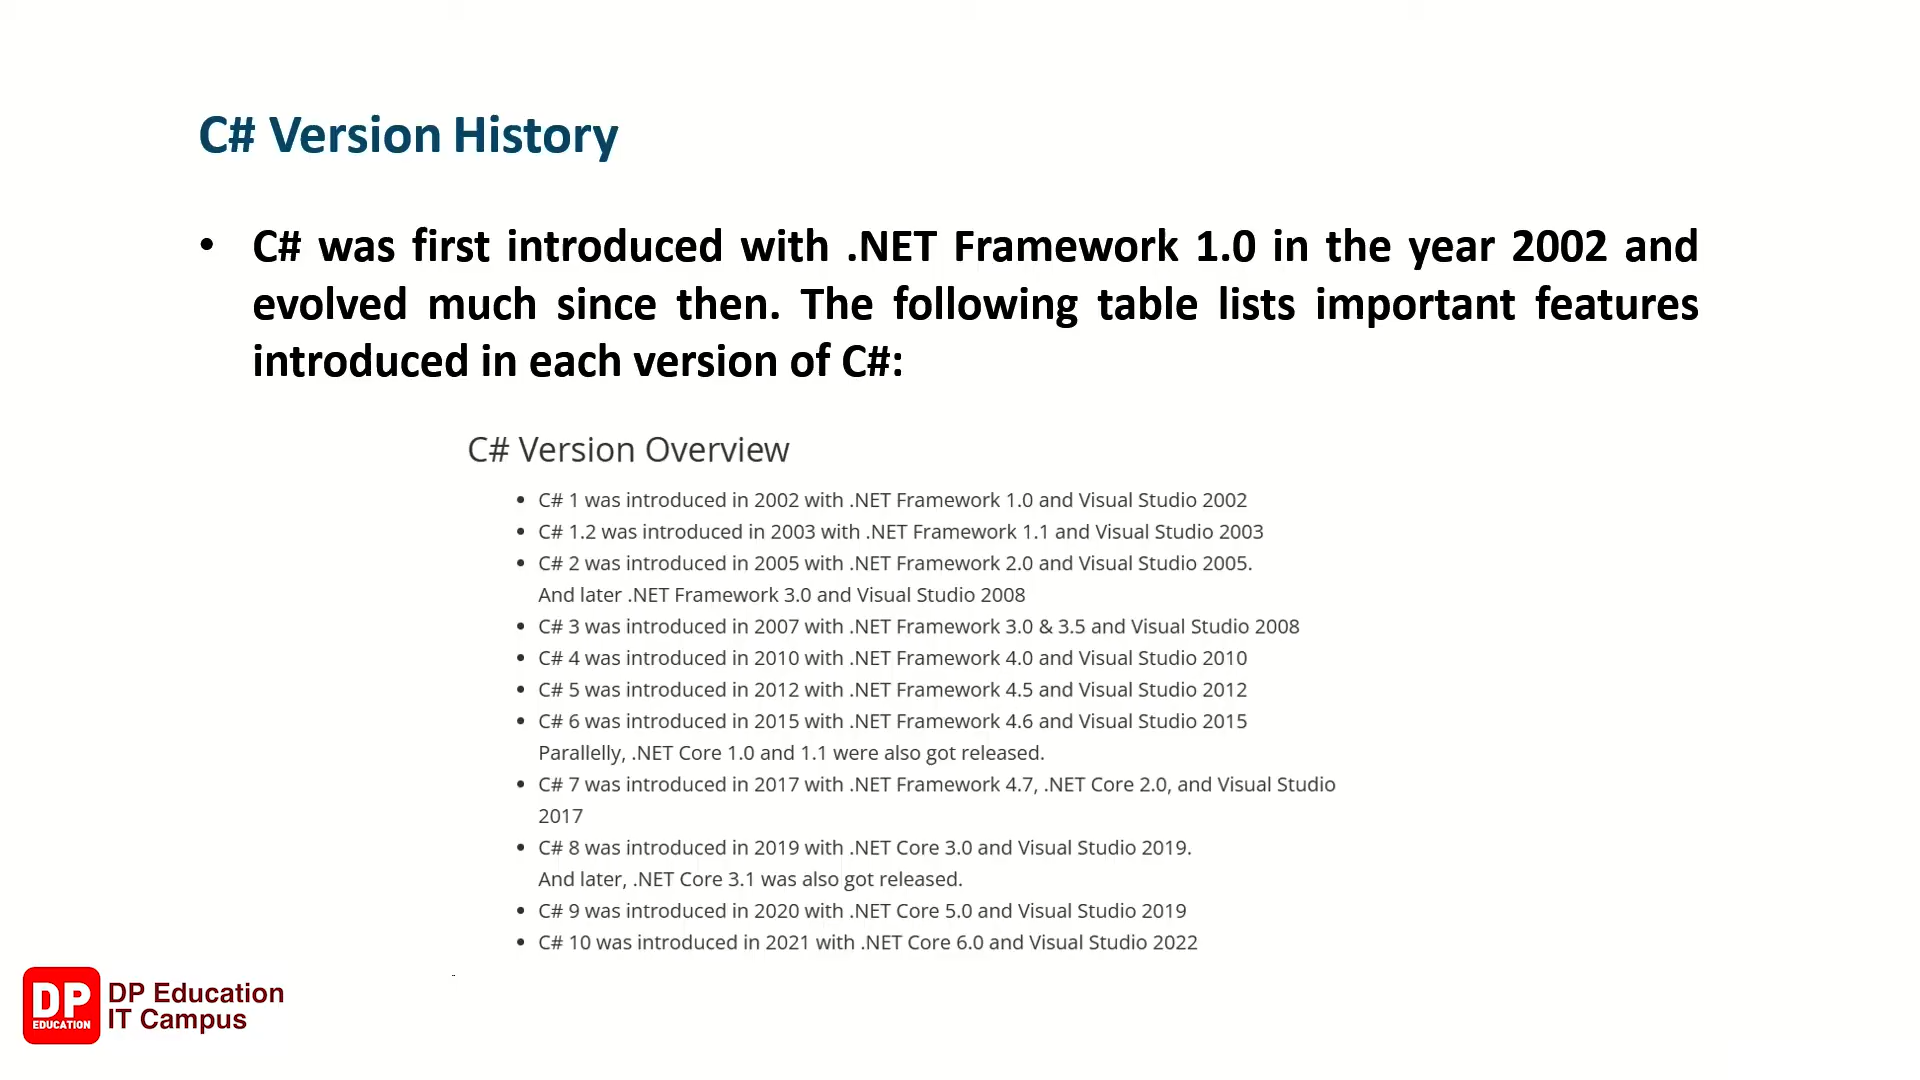 C# Version History
• C# was first introduced with .NET Framework 1.0 in the year 2002 and
evolved much since then. The following table lists important features
introduced in each version of C#:
C# Version Overview
• C# 1 was introduced in 2002 with .NET Framework 1.0 and Visual Studio 2002
• C# 1.2 was introduced in 2003 with .NET Framework 1.1 and Visual Studio 2003
• C# 2 was introduced in 2005 with .NET Framework 2.0 and Visual Studio 2005.
And later .NET Framework 3.0 and Visual Studio 2008
• C# 3 was introduced in 2007 with .NET Framework 3.0 & 3.5 and Visual Studio 2008
• C# 4 was introduced in 2010 with .NET Framework 4.0 and Visual Studio 2010
• C# 5 was introduced in 2012 with .NET Framework 4.5 and Visual Studio 2012
• C# 6 was introduced in 2015 with .NET Framework 4.6 and Visual Studio 2015
Parallelly, .NET Core 1.0 and 1.1 were also got released.
• C# 7 was introduced in 2017 with .NET Framework 4.7, .NET Core 2.0, and Visual Studio
2017
• C# 8 was introduced in 2019 with .NET Core 3.0 and Visual Studio 2019.
And later, .NET Core 3.1 was also got released.
• C# 9 was introduced in 2020 with .NET Core 5.0 and Visual Studio 2019
• C# 10 was introduced in 2021 with .NET Core 6.0 and Visual Studio 2022
DP
EDUCATION
DP Education
IT Campus